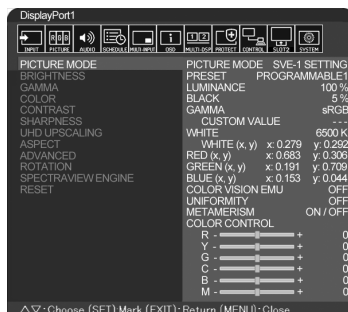 DisplayPort1
INPUT PICTURE AUDIO SCHEDULE MULTI-INPUT OSD MULTI-DSP PROTECT CONTROL SLOT2 SYSTEM
RGB
i
1 2
PICTURE MODE
BRIGHTNESS
GAMMA
COLOR
CONTRAST
SHARPNESS
UHD UPSCALING
ASPECT
ADVANCED
ROTATION
SPECTRAVIEW ENGINE
RESET
PICTURE MODE SVE-1 SETTING
PRESET PROGRAMMABLE1
LUMINANCE 100 %
BLACK 5%
GAMMA sRGB
CUSTOM VALUE - - -
WHITE 6500 K
WHITE (x, y) x: 0.279 y: 0.292
RED (x, y) x: 0.683 y: 0.306
GREEN (x, y) x: 0.191 y: 0.709
BLUE (x, y) x: 0.153 y: 0.044
COLOR VISION EMU OFF
UNIFORMITY OFF
METAMERISM ON / OFF
COLOR CONTROL
R - + 0
Y - + 0
G - + 0
C - + 0
B - + 0
M - + 0
△▽: Choose (SET) Mark (EXIT): Return (MENU): Close